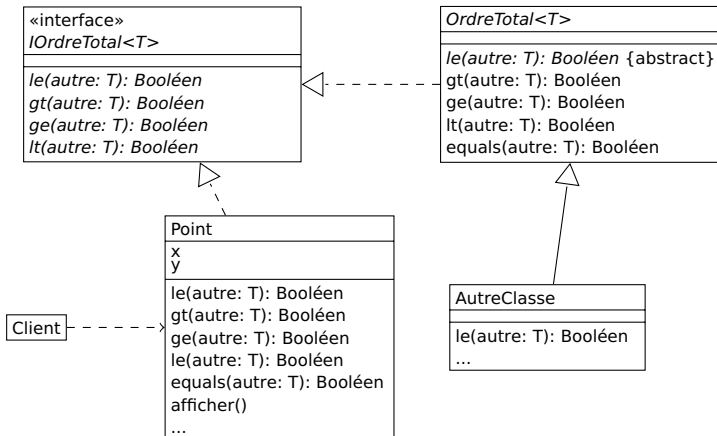 «interface»
IOrdreTotal<T>
le(autre: T): Booléen
gt(autre: T): Booléen
ge(autre: T): Booléen
lt(autre: T): Booléen
OrdreTotal<T>
le(autre: T): Booléen {abstract}
gt(autre: T): Booléen
ge(autre: T): Booléen
lt(autre: T): Booléen
equals(autre: T): Booléen
Point
x
y
le(autre: T): Booléen
gt(autre: T): Booléen
ge(autre: T): Booléen
le(autre: T): Booléen
equals(autre: T): Booléen
afficher()
...
Client
AutreClasse
le(autre: T): Booléen
...